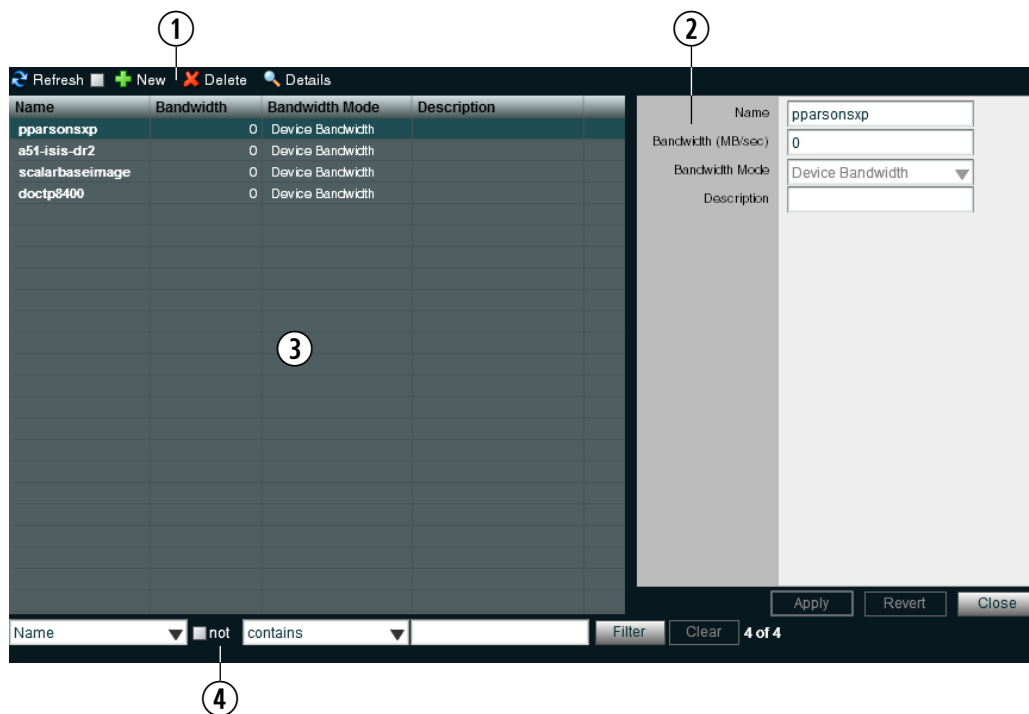 1
2
Refresh New Delete Details
Name Bandwidth Bandwidth Mode Description
pparsonsxp 0 Device Bandwidth
a51-isis-dr2 0 Device Bandwidth
scalarbaseimage 0 Device Bandwidth
doctp8400 0 Device Bandwidth
Name pparsonsxp
Bandwidth (MB/sec) 0
Bandwidth Mode Device Bandwidth
Description
3
Apply Revert Close
Name not contains Filter Clear 4 of 4
4